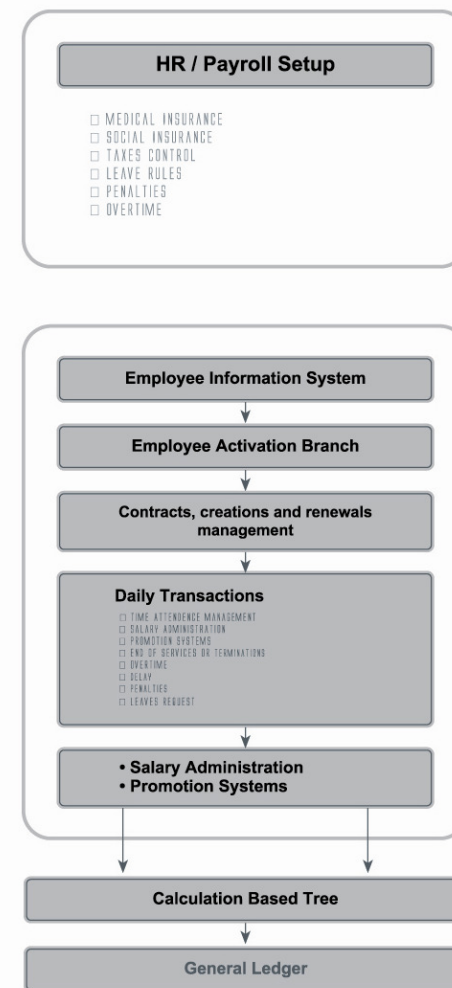 HR / Payroll Setup
□ MEDICAL INSURANCE
□ SOCIAL INSURANCE
□ TAXES CONTROL
□ LEAVE RULES
□ PENALTIES
□ OVERTIME
Employee Information System
Employee Activation Branch
Contracts, creations and renewals
management
Daily Transactions
□ TIME ATTENDENCE MANAGEMENT
□ SALARY ADMINISTRATION
□ PROMOTION SYSTEMS
□ END OF SERVICES OR TERMINATIONS
□ OVERTIME
□ DELAY
□ PENALTIES
□ LEAVES REQUEST
• Salary Administration
• Promotion Systems
Calculation Based Tree
General Ledger